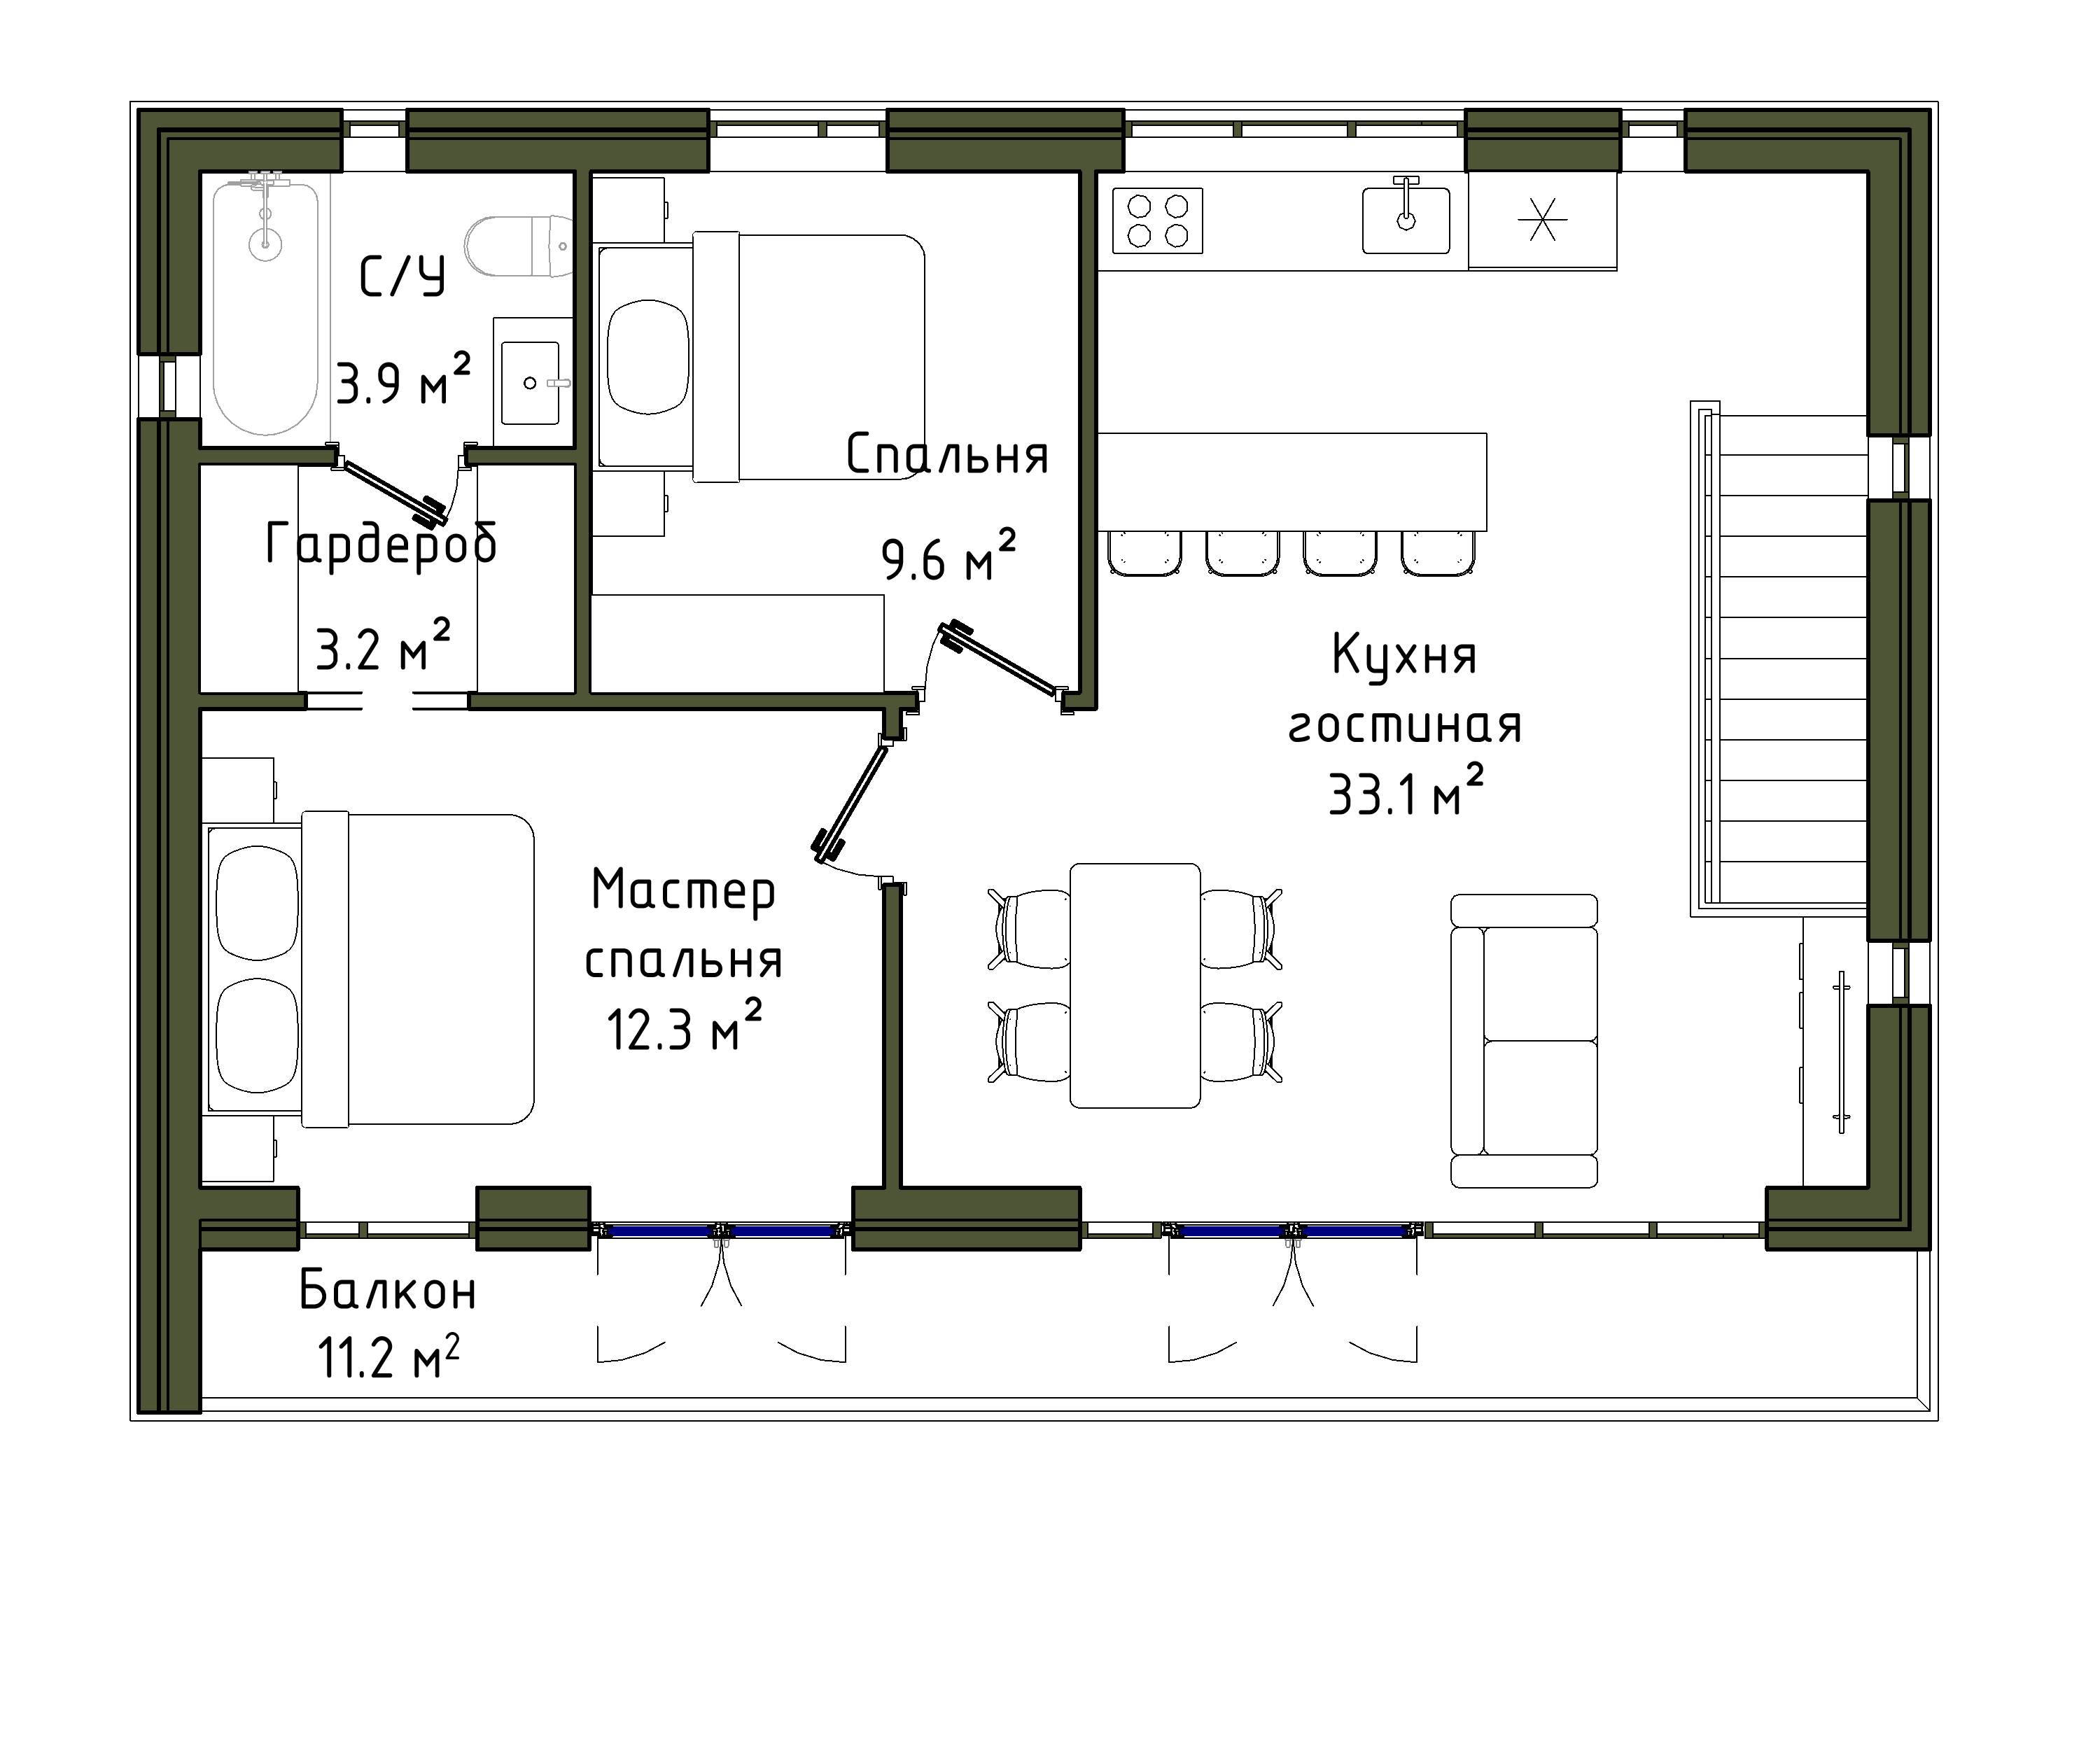 С/У
3.9 м²
Спальня
9.6 м²
Гардероб
3.2 м²
Кухня
гостиная
33.1 м²
Мастер
спальня
12.3 м²
Балкон
11.2 м²